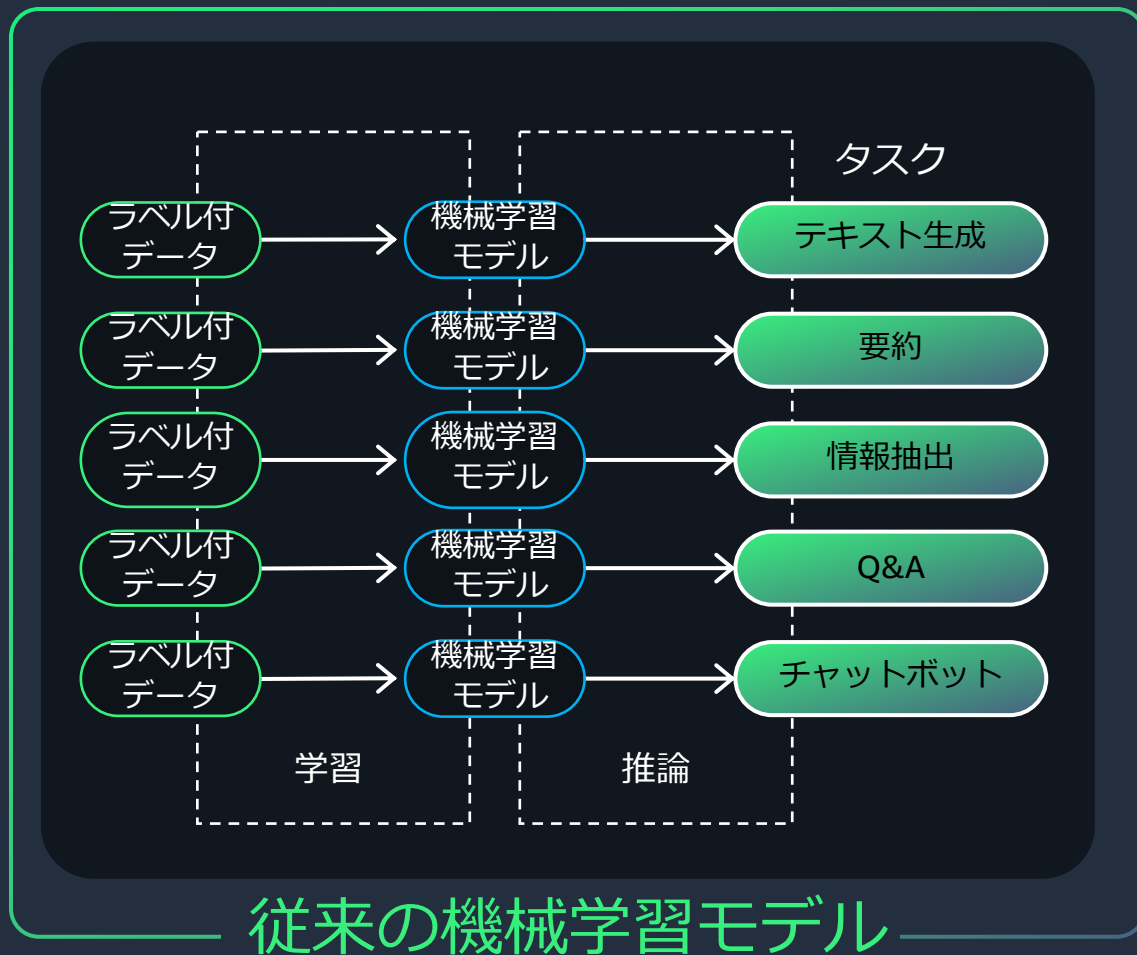 タスク
ラベル付
データ
機械学習
モデル
テキスト生成
ラベル付
データ
機械学習
モデル
要約
ラベル付
データ
機械学習
モデル
情報抽出
ラベル付
データ
機械学習
モデル
Q&A
ラベル付
データ
機械学習
モデル
チャットボット
学習
推論
従来の機械学習モデル